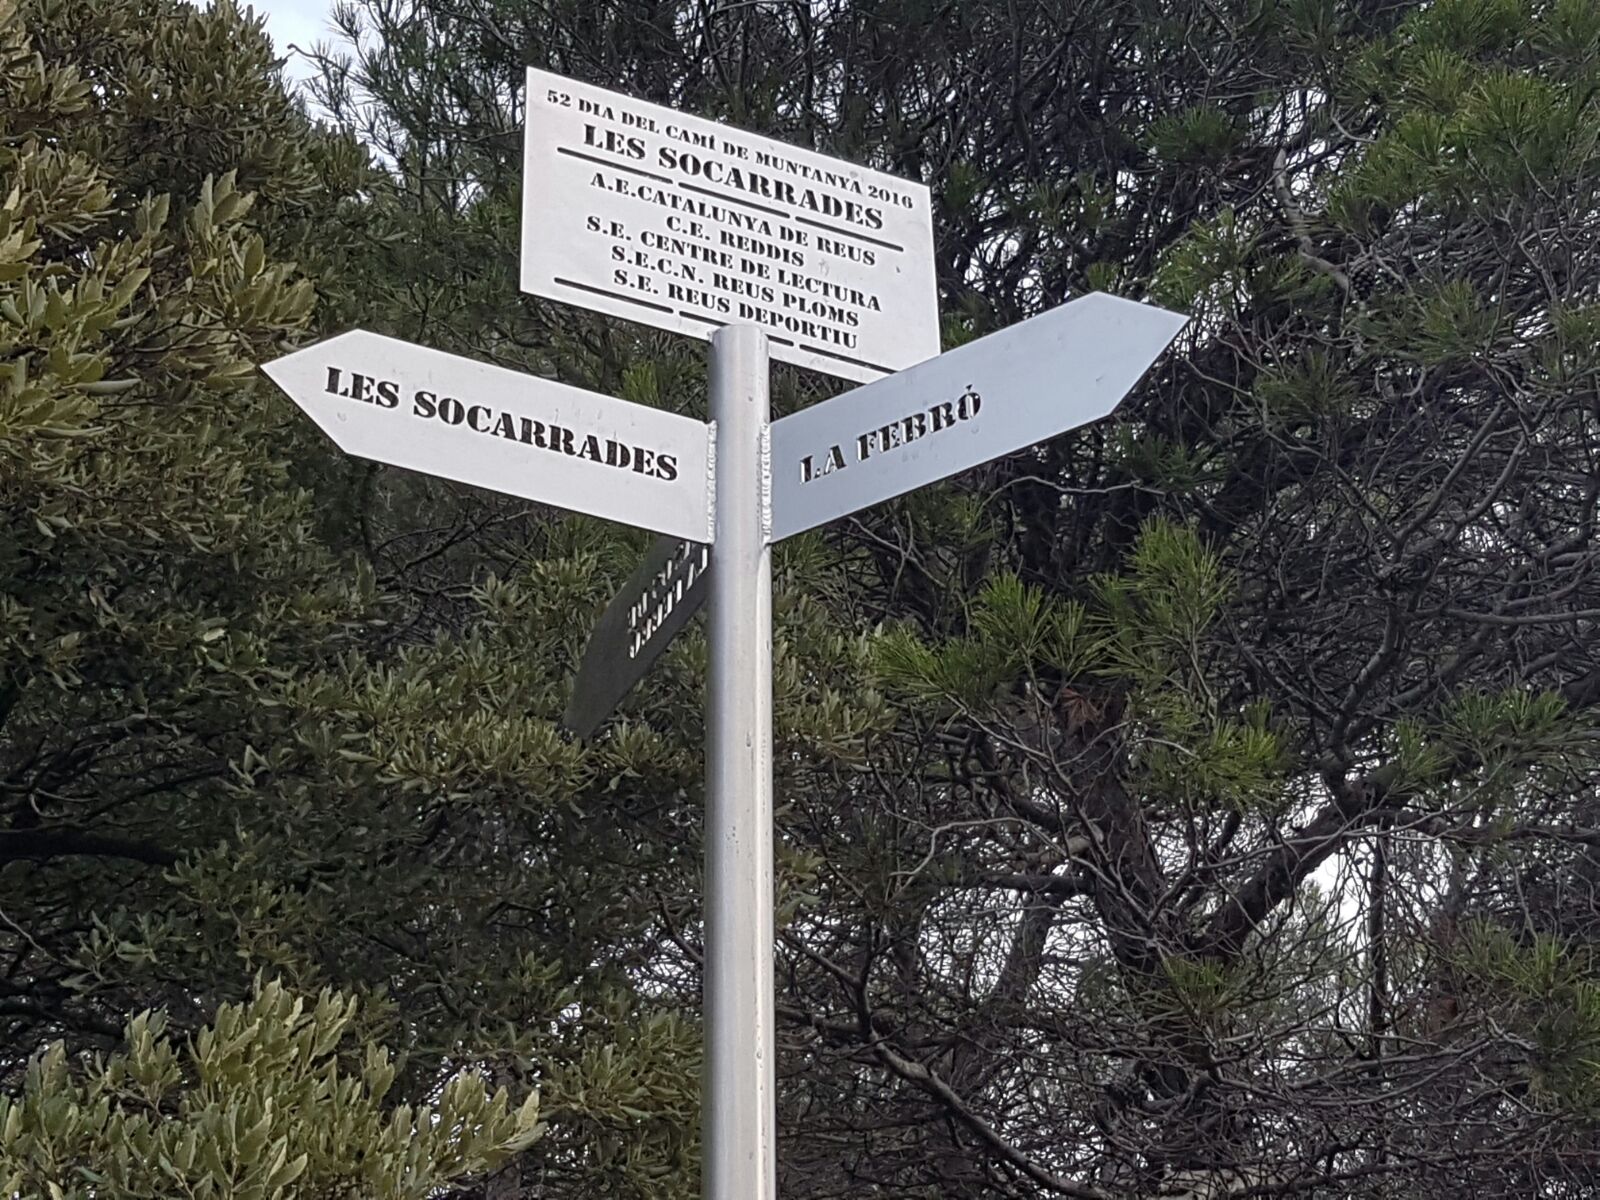 52 DIA DEL CAMÍ DE MUNTANYA 2016
LES SOCARRADES
A.E.CATALUNYA DE REUS
C.E. REDDIS
S.E. CENTRE DE LECTURA
S.E.C.N. REUS PLOMS
S.E. REUS DEPORTIU
LES SOCARRADES
LA FEBRÓ